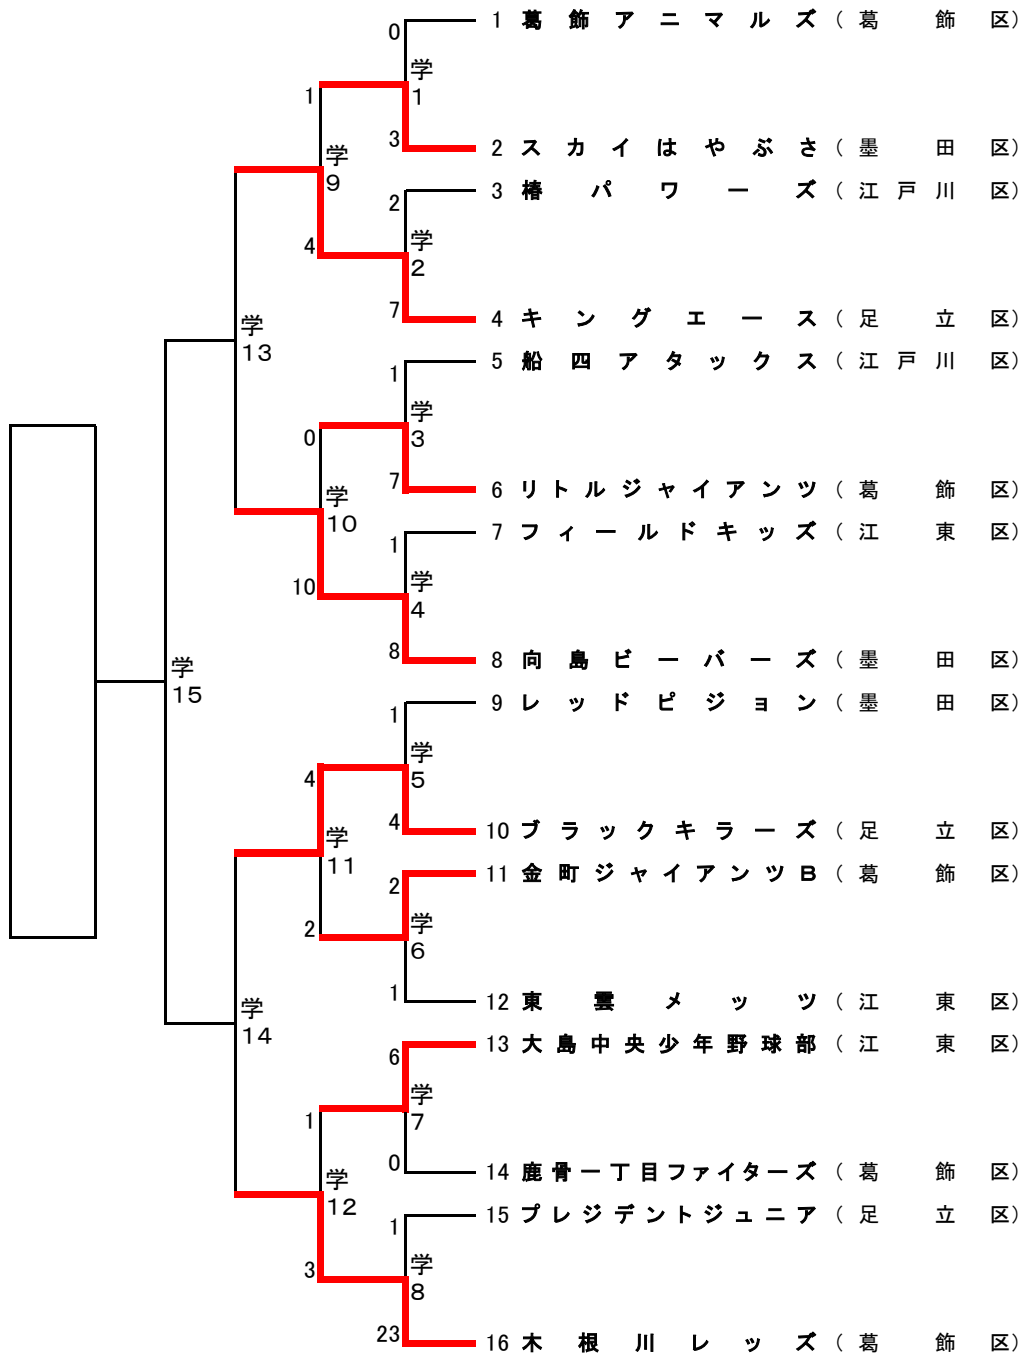 0 1 葛飾アニマルズ (葛飾区)
学
1 1
3 2 スカイはやぶさ (墨田区)
学
9
2 3 椿パワーズ (江戸川区)
4 学
2
7 4 キングエース (足立区)
学
13
1 5 船四アタックス (江戸川区)
学
0 3
7 6 リトルジャイアンツ (葛飾区)
学
10
1 7 フィールドキッズ (江東区)
10 学
4
8 8 向島ビーバーズ (墨田区)
学
15
1 9 レッドピジョン (墨田区)
学
4 5
4 10 ブラックキラーズ (足立区)
学
11
2 11 金町ジャイアンツB (葛飾区)
2 学
6
1 12 東雲メッツ (江東区)
学
14
6 13 大島中央少年野球部 (江東区)
学
1 7
0 14 鹿骨一丁目ファイターズ (葛飾区)
学
12
1 15 プレジデントジュニア (足立区)
3 学
8
23 16 木根川レッズ (葛飾区)